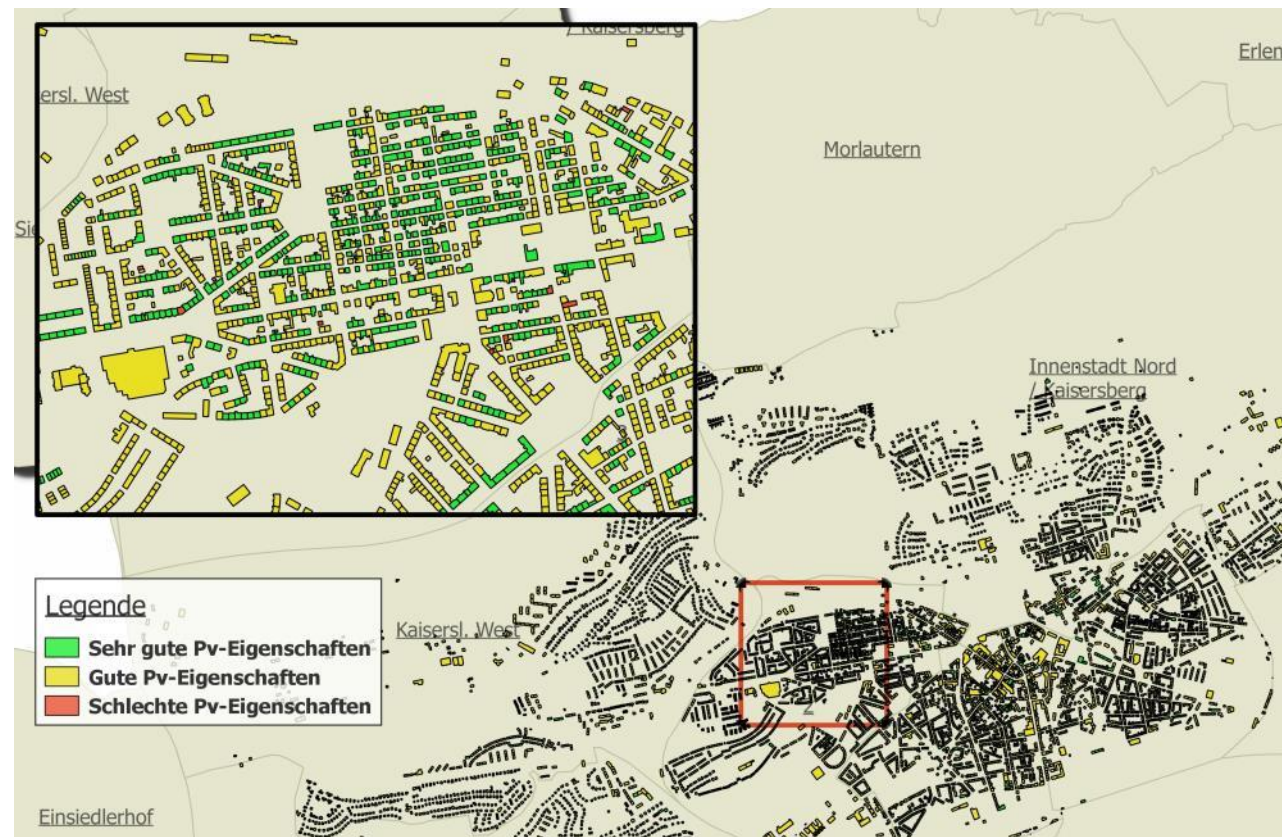 / Kaisersberg
ersl. West
Sie
Erlen
Morlautern
Innenstadt Nord
/ Kaisersberg
Kaisersl. West
2
Einsiedlerhof
Legende
Sehr gute Pv-Eigenschaften
Gute Pv-Eigenschaften
Schlechte Pv-Eigenschaften